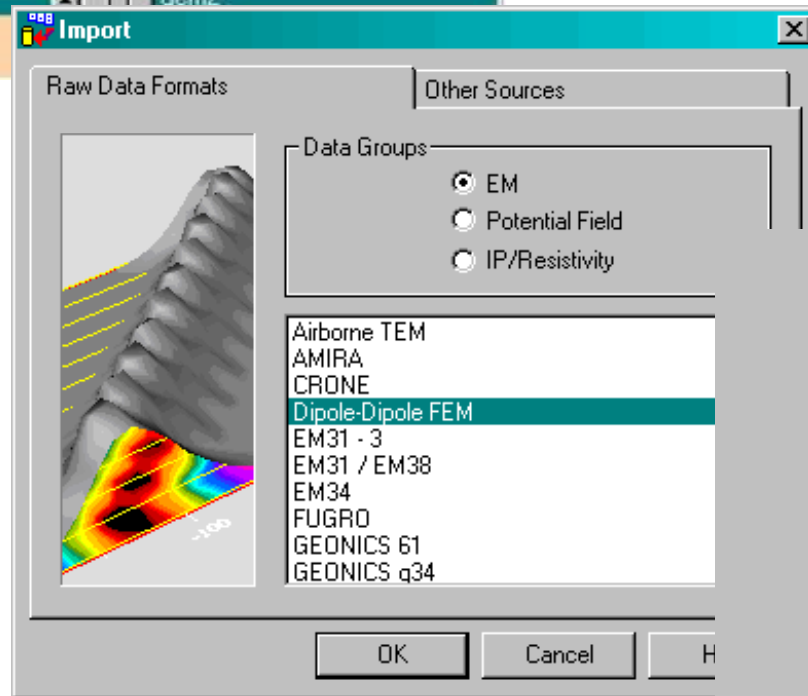 Import
Raw Data Formats
Other Sources
Data Groups
EM
Potential Field
IP/Resistivity
Airborne TEM
AMIRA
CRONE
Dipole-Dipole FEM
EM31 - 3
EM31 / EM38
EM34
FUGRO
GEONICS 61
GEONICS g34
-100
OK
Cancel
H